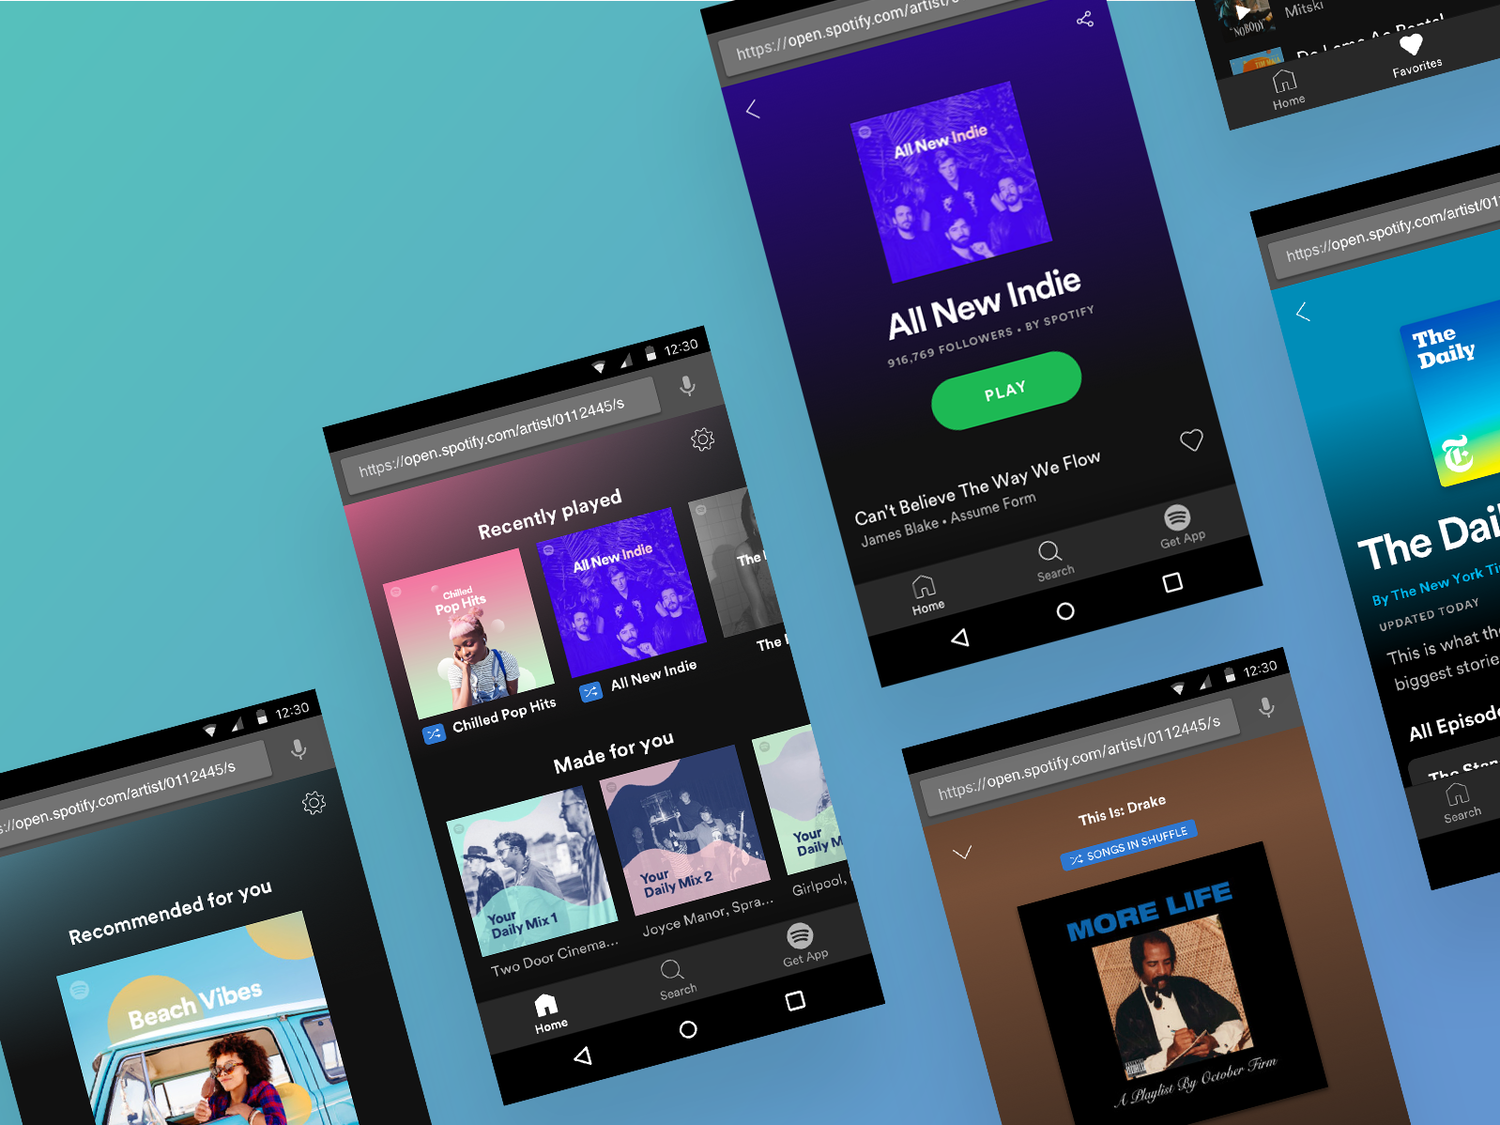 https://open.spotify.com/artist/
All New Indie
All New Indie
916,769 FOLLOWERS • BY SPOTIFY
PLAY
Can't Believe The Way We Flow
James Blake • Assume Form
Home
Search
Get App
NOBODY
Mitski
Home
Favorites
https://open.spotify.com/artist/01
The
Daily
The Dai
By The New York Ti
UPDATED TODAY
This is what the
biggest storie
All Episode
Search
12:30
https://open.spotify.com/artist/0112445/s
Recently played
Chilled
Pop Hits
All New Indie
The
Chilled Pop Hits
All New Indie
The
Made for you
Your
Daily Mix 1
Your
Daily Mix 2
Your
Daily M
Two Door Cinema...
Joyce Manor, Spra...
Girlpool,
Home
Search
Get App
12:30
s://open.spotify.com/artist/0112445/s
Recommended for you
Beach Vibes
12:30
https://open.spotify.com/artist/0112445/s
This Is: Drake
SONGS IN SHUFFLE
MORE LIFE
A Playlist By October Firm